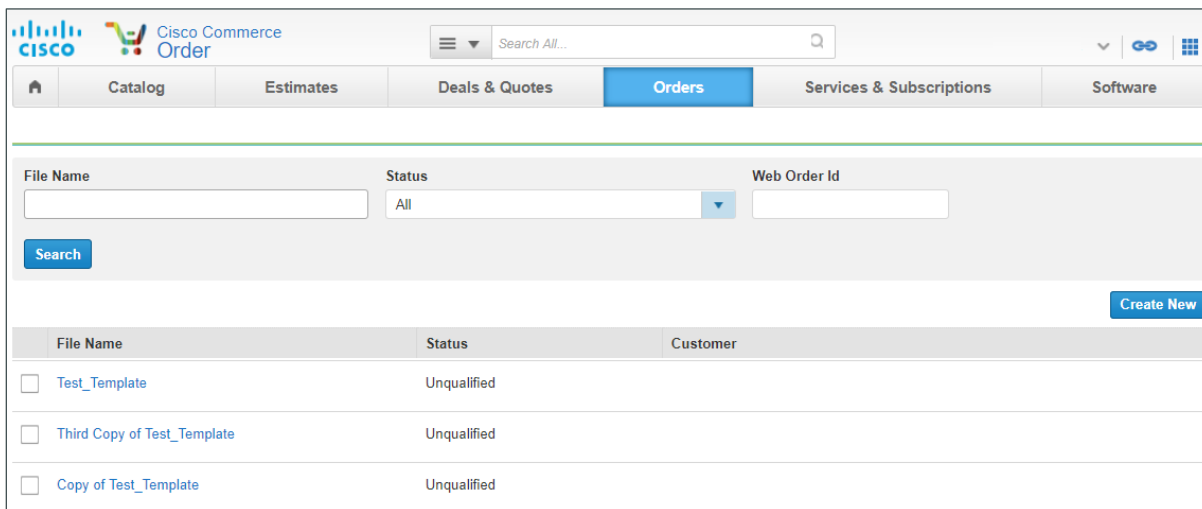 CISCO
Cisco Commerce
Order
Search All...
Catalog Estimates Deals & Quotes Orders Services & Subscriptions Software
File Name Status Web Order Id
All
Search
Create New
File Name Status Customer
Test_Template Unqualified
Third Copy of Test_Template Unqualified
Copy of Test_Template Unqualified